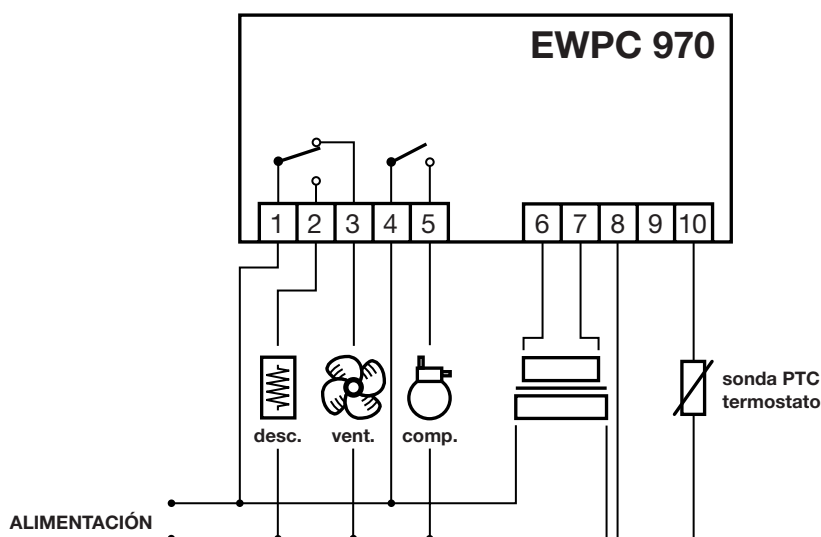 EWPC 970
1 2 3 4 5 6 7 8 9 10
sonda PTC
termostato
desc. vent. comp.
ALIMENTACIÓN